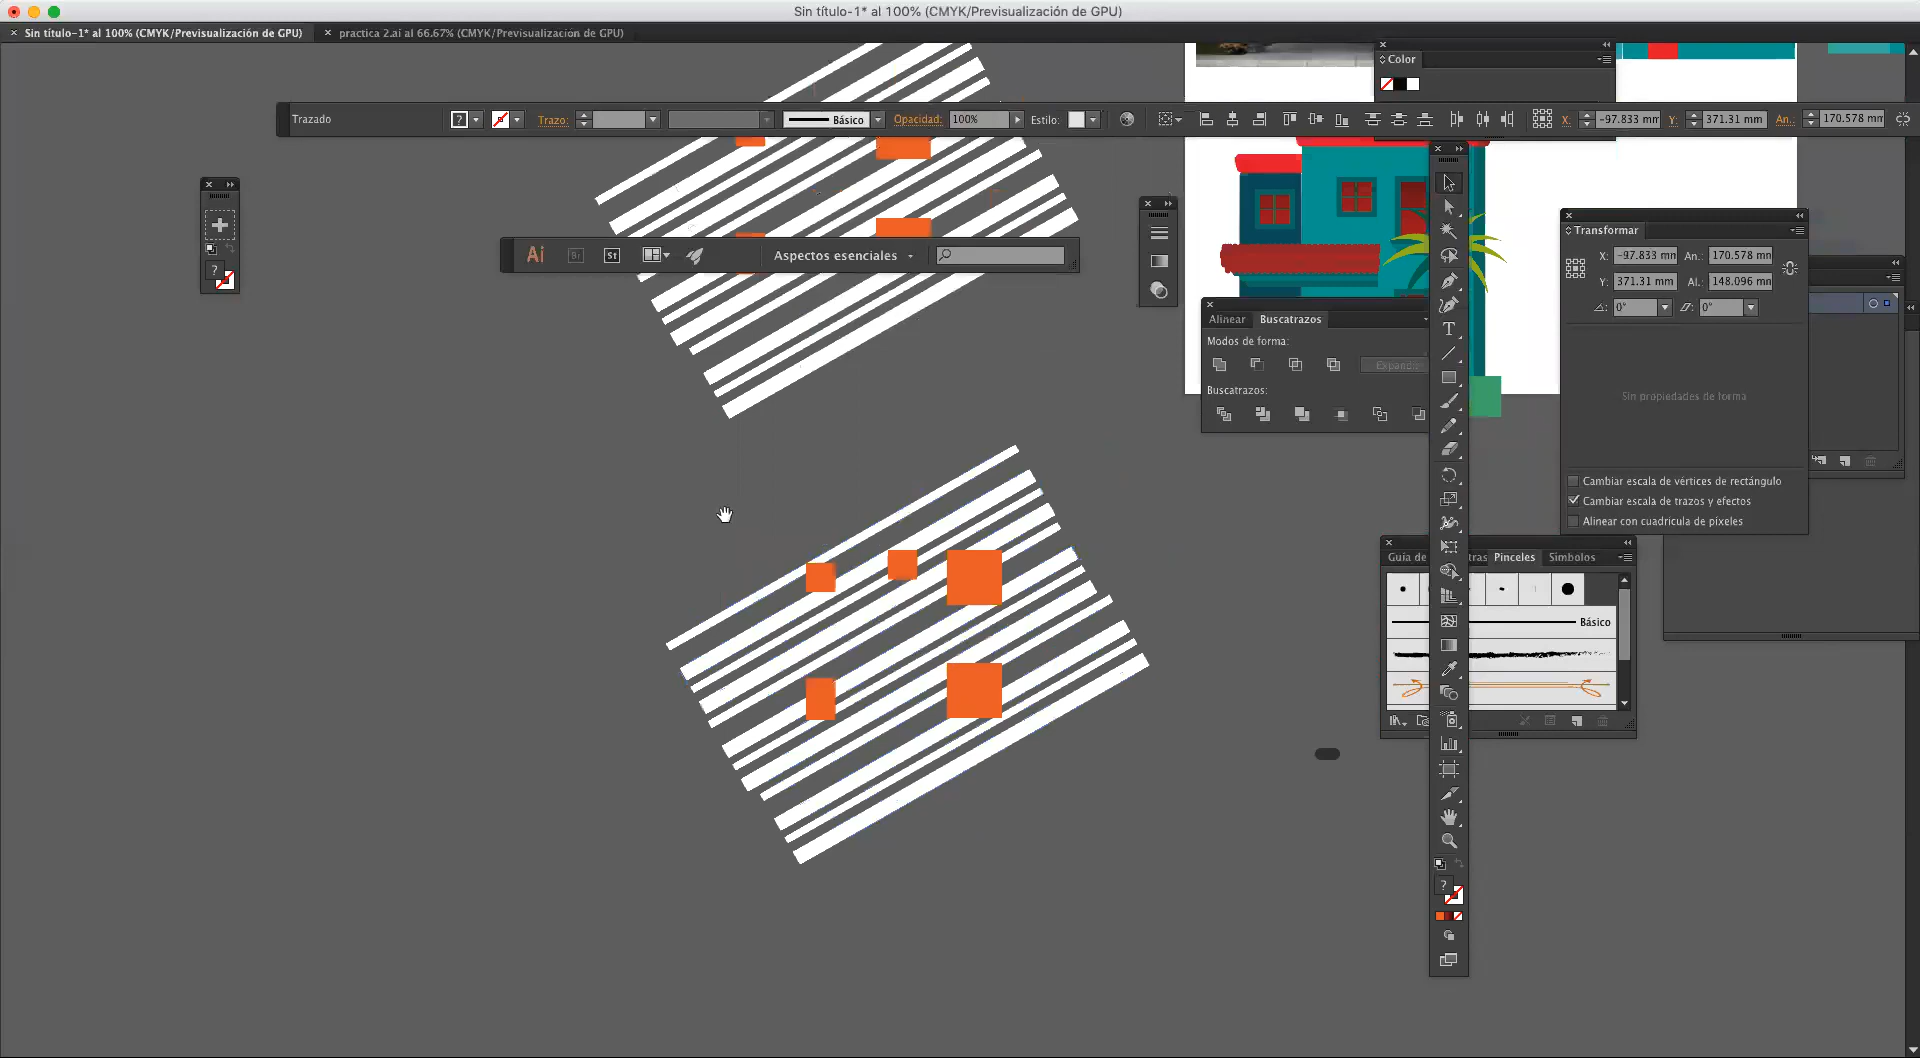 Sin título-1* al 100% (CMYK/Previsualización de GPU)
Sin título-1* al 100% (CMYK/Previsualización de GPU)
practica 2.ai al 66.67% (CMYK/Previsualización de GPU)
Color
Trazado
?
Trazo:
Básico
Opacidad:
100%
Estilo:
X:
-97.833 mm
Y:
371.31 mm
An.:
170.578 mm
Ai
Br
St
Aspectos esenciales
?
Transformar
X:
-97.833 mm
An.:
170.578 mm
Y:
371.31 mm
Al.:
148.096 mm
0°
0°
Sin propiedades de forma
Cambiar escala de vértices de rectángulo
Cambiar escala de trazos y efectos
Alinear con cuadrícula de píxeles
Alinear
Buscatrazos
Modos de forma:
Buscatrazos:
T
Guía de
tras
Pinceles
Símbolos
Básico
?